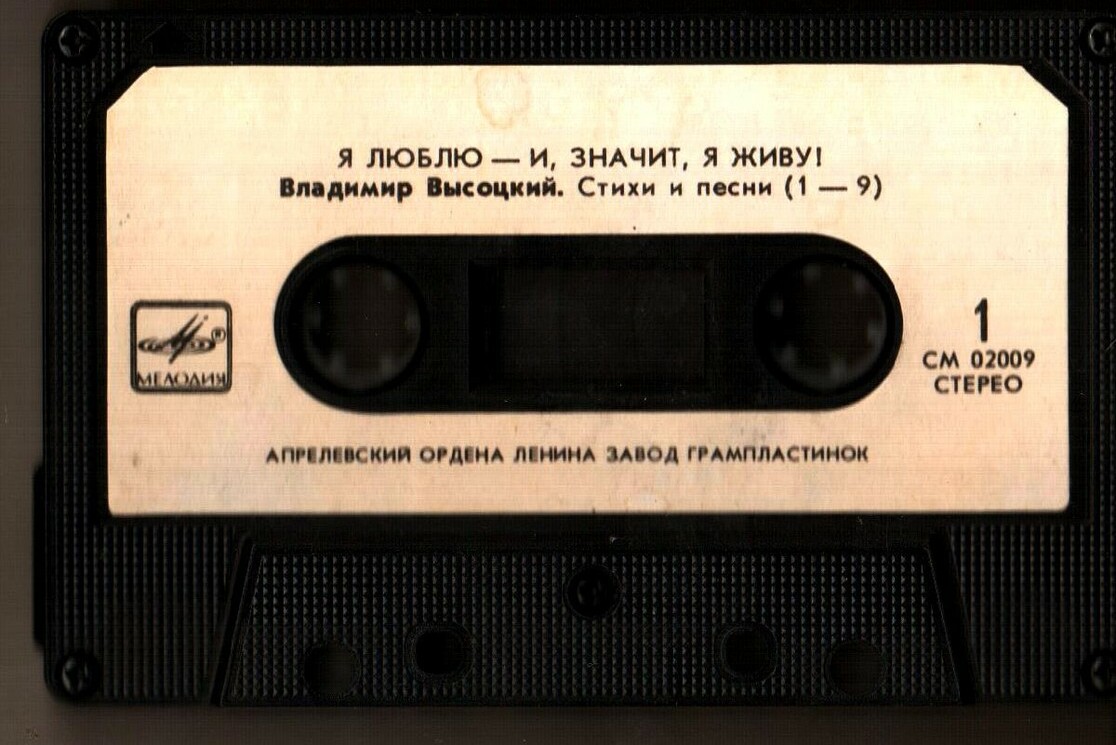 Я ЛЮБЛЮ — И, ЗНАЧИТ, Я ЖИВУ!
Владимир Высоцкий. Стихи и песни (1 — 9)
МЕЛОДИЯ
1
СМ 02009
СТЕРЕО
АПРЕЛЕВСКИЙ ОРДЕНА ЛЕНИНА ЗАВОД ГРАМПЛАСТИНОК